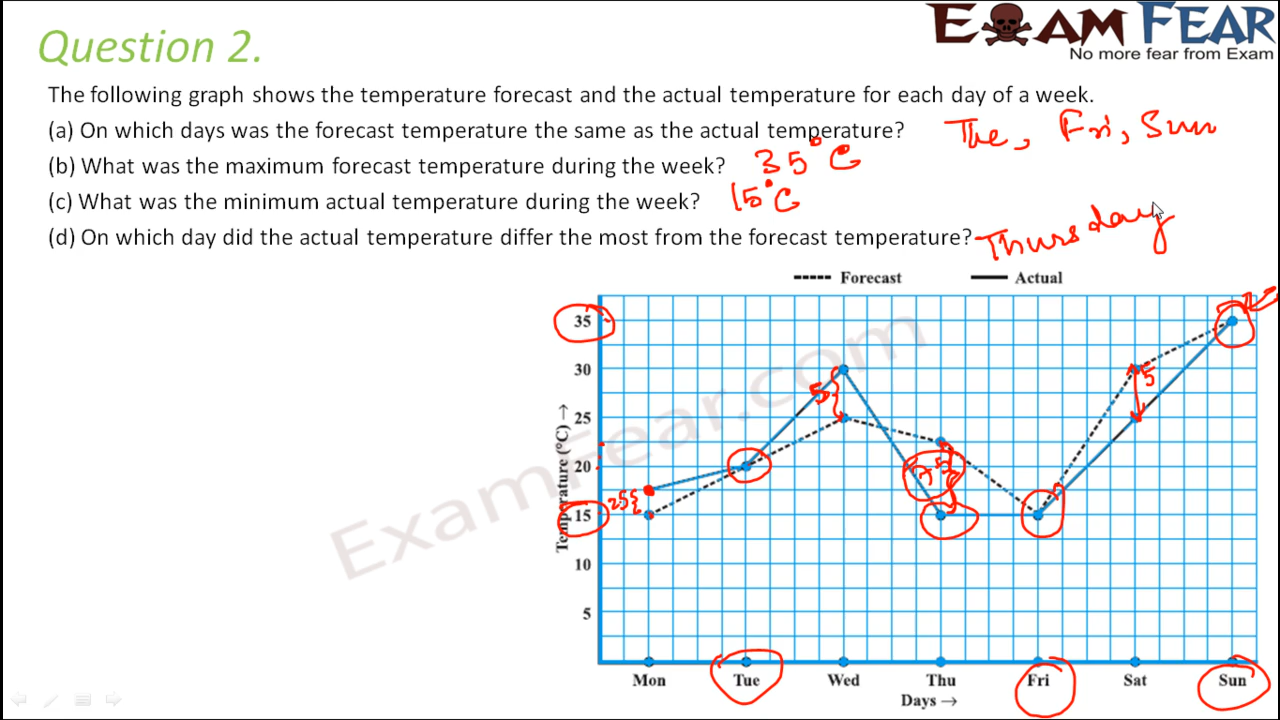 Question 2.
EXAM FEAR
No more fear from Exam
The following graph shows the temperature forecast and the actual temperature for each day of a week.
(a) On which days was the forecast temperature the same as the actual temperature? Tue, Fri, Sun
(b) What was the maximum forecast temperature during the week? 35°C
(c) What was the minimum actual temperature during the week? 15°C
(d) On which day did the actual temperature differ the most from the forecast temperature? Thursday
Forecast Actual
35
30 5
5
25
20 7.5
2.5
15
10
5
Temperature (°C) →
Mon Tue Wed Thu Fri Sat Sun
Days →
ExamFear.com